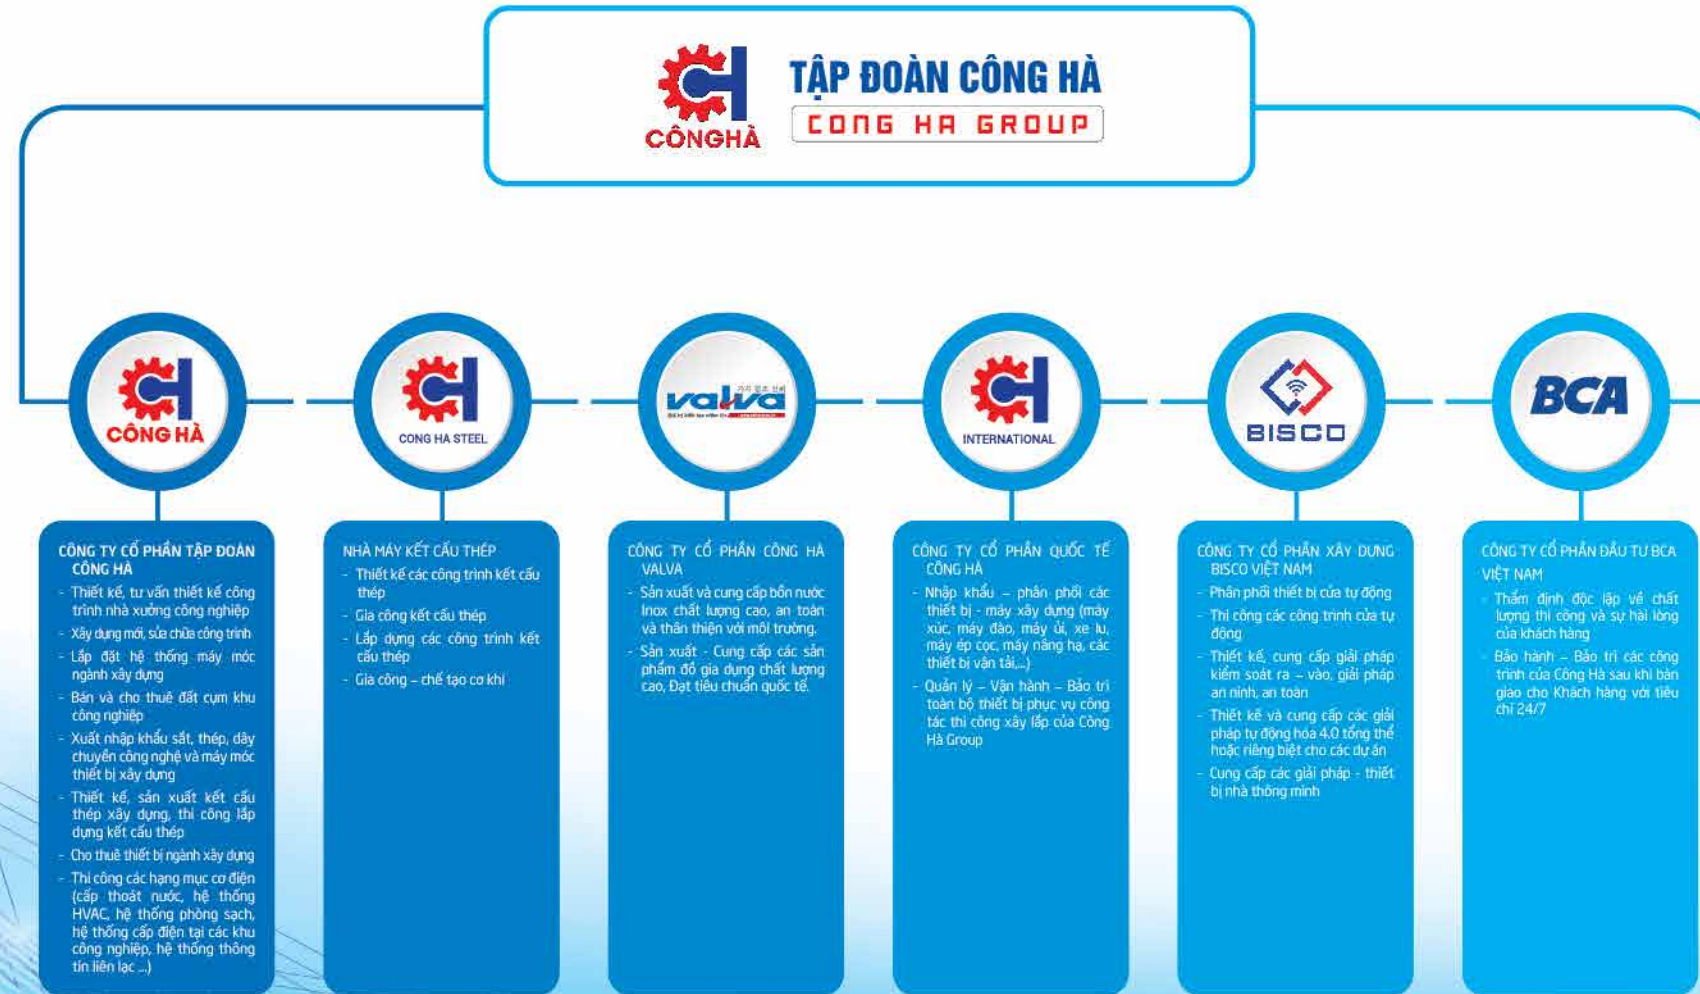 TẬP ĐOÀN CÔNG HÀ
CONG HA GROUP
CÔNGHÀ
CÔNG HÀ
CÔNG TY CỔ PHẦN TẬP ĐOÀN
CÔNG HÀ
- Thiết kế, tư vấn thiết kế công
trình nhà xưởng công nghiệp
- Xây dựng mới, sửa chữa công trình
- Lắp đặt hệ thống máy móc
ngành xây dựng
- Bán và cho thuê đất cụm khu
công nghiệp
- Xuất nhập khẩu sắt, thép, dây
chuyền công nghệ và máy móc
thiết bị xây dựng
- Thiết kế, sản xuất kết cấu
thép xây dựng, thi công lắp
dựng kết cấu thép
- Cho thuê thiết bị ngành xây dựng
- Thi công các hạng mục cơ điện
(cấp thoát nước, hệ thống
HVAC, hệ thống phòng sạch,
hệ thống cấp điện tại các khu
công nghiệp, hệ thống thông
tin liên lạc ...)
CONG HA STEEL
NHÀ MÁY KẾT CẤU THÉP
- Thiết kế các công trình kết cấu
thép
- Gia công kết cấu thép
- Lắp dựng các công trình kết
cấu thép
- Gia công – chế tạo cơ khí
valva
CÔNG TY CỔ PHẦN CÔNG HÀ
VALVA
- Sản xuất và cung cấp bồn nước
Inox chất lượng cao, an toàn
và thân thiện với môi trường.
- Sản xuất - Cung cấp các sản
phẩm đồ gia dụng chất lượng
cao, Đạt tiêu chuẩn quốc tế.
INTERNATIONAL
CÔNG TY CỔ PHẦN QUỐC TẾ
CÔNG HÀ
- Nhập khẩu – phân phối các
thiết bị - máy xây dựng (máy
xúc, máy đào, máy ủi, xe lu,
máy ép cọc, máy nâng hạ, các
thiết bị vận tải,...)
- Quản lý – Vận hành – Bảo trì
toàn bộ thiết bị phục vụ công
tác thi công xây lắp của Công
Hà Group
BISCO
CÔNG TY CỔ PHẦN XÂY DỰNG
BISCO VIỆT NAM
- Phân phối thiết bị cửa tự động
- Thi công các công trình cửa tự
động
- Thiết kế, cung cấp giải pháp
kiểm soát ra – vào, giải pháp
an ninh, an toàn
- Thiết kế và cung cấp các giải
pháp tự động hóa 4.0 tổng thể
hoặc riêng biệt cho các dự án
- Cung cấp các giải pháp - thiết
bị nhà thông minh
BCA
CÔNG TY CỔ PHẦN ĐẦU TƯ BCA
VIỆT NAM
- Thẩm định độc lập về chất
lượng thi công và sự hài lòng
của khách hàng
- Bảo hành – Bảo trì các công
trình của Công Hà sau khi bàn
giao cho Khách hàng với tiêu
chí 24/7